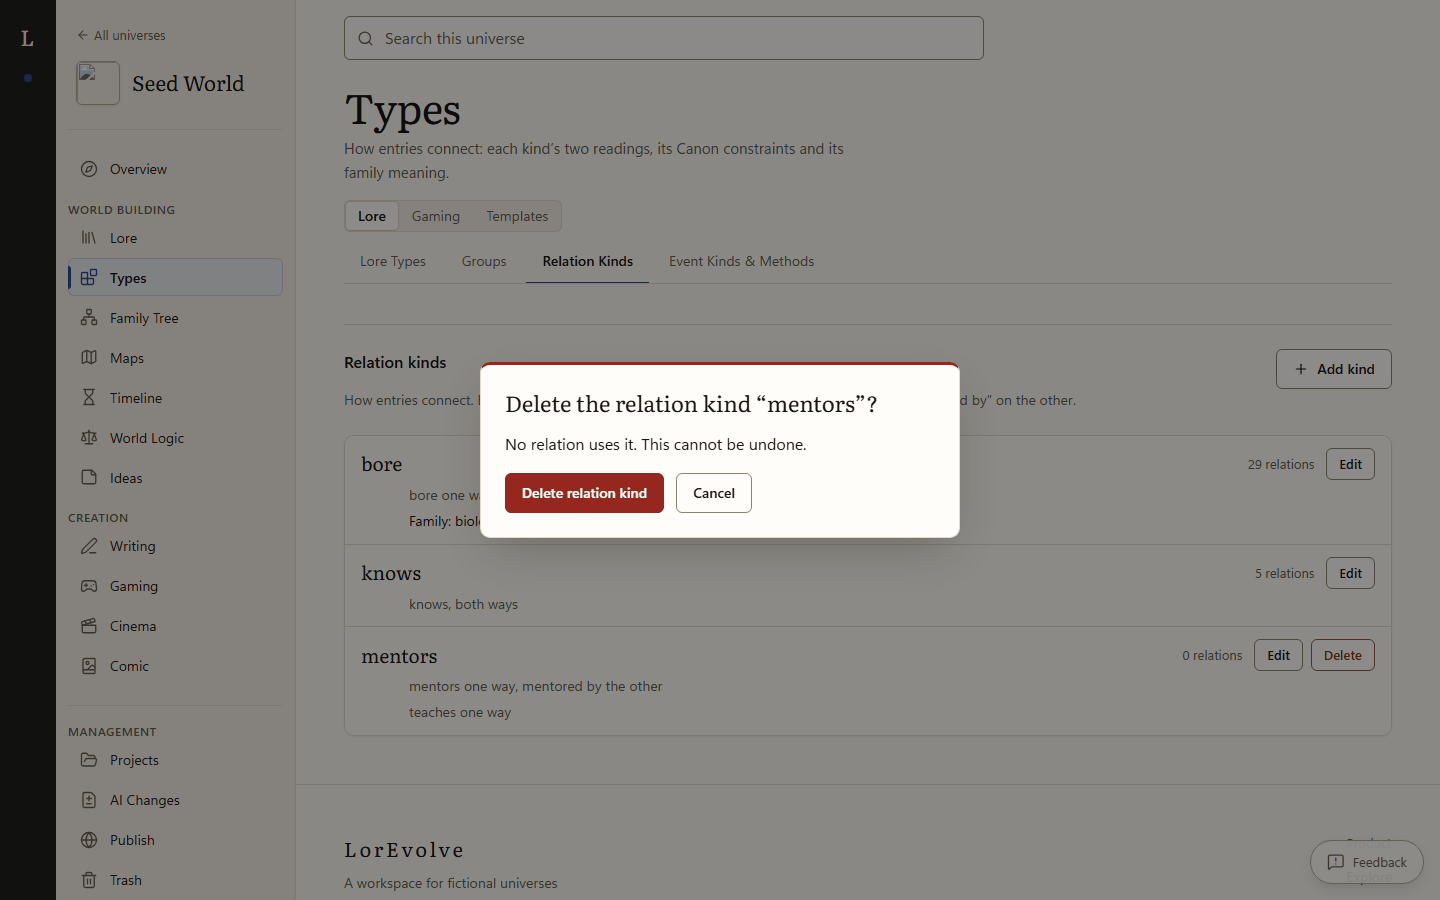 L
All universes
Seed World
Overview
WORLD BUILDING
Lore
Types
Family Tree
Maps
Timeline
World Logic
Ideas
CREATION
Writing
Gaming
Cinema
Comic
MANAGEMENT
Projects
AI Changes
Publish
Trash
Search this universe
Types
How entries connect: each kind’s two readings, its Canon constraints and its
family meaning.
Lore Gaming Templates
Lore Types Groups Relation Kinds Event Kinds & Methods
Relation kinds
Add kind
How entries connect. d by” on the other.
Delete the relation kind “mentors”?
No relation uses it. This cannot be undone.
Delete relation kind Cancel
bore
29 relations Edit
bore one w
Family: biol
knows
5 relations Edit
knows, both ways
mentors
0 relations Edit Delete
mentors one way, mentored by the other
teaches one way
LorEvolve
A workspace for fictional universes
Product
Feedback
Explore